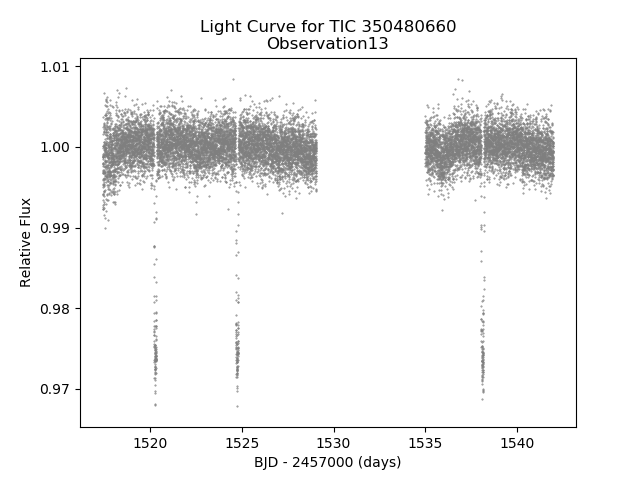 Light Curve for TIC 350480660
Observation13
1.01
1.00
0.99
0.98
0.97
Relative Flux
1520
1525
1530
1535
1540
BJD - 2457000 (days)